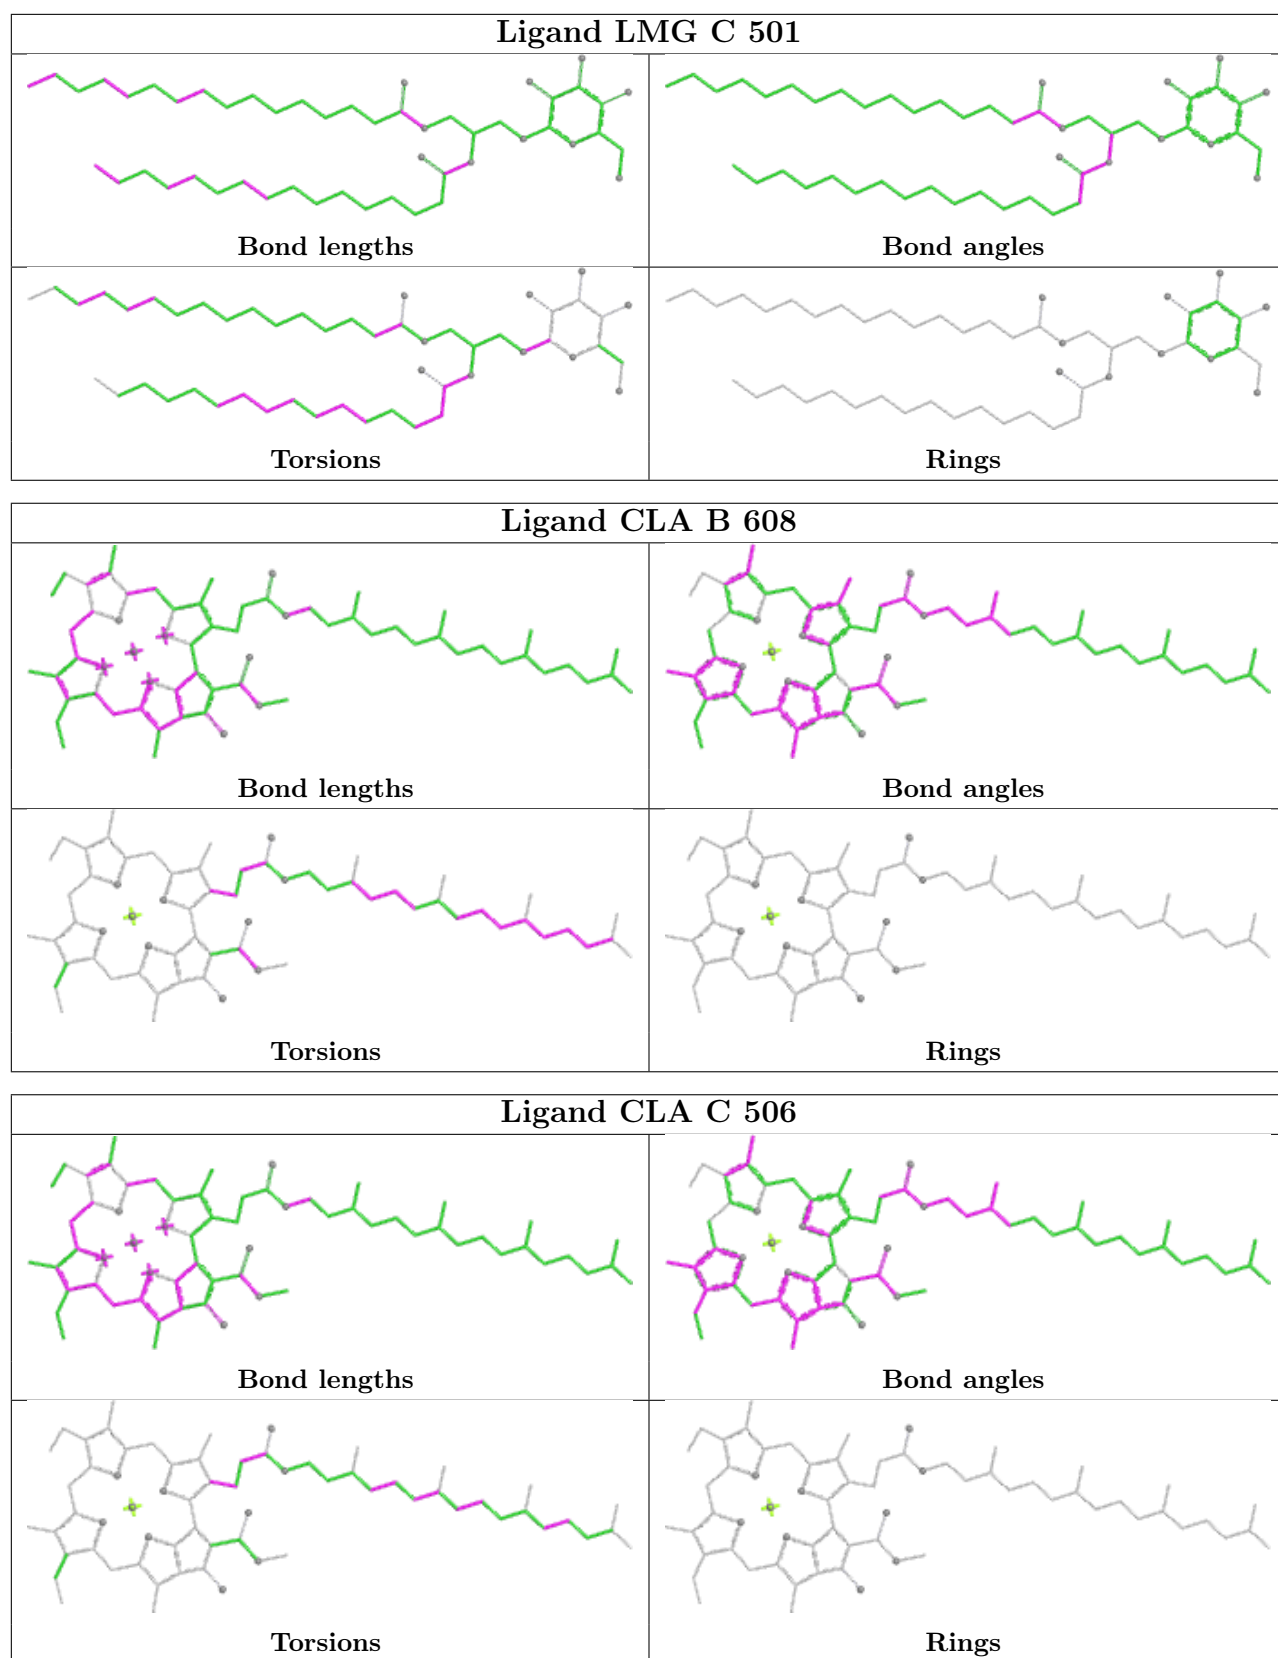 Ligand LMG C 501
Bond lengths
Bond angles
Torsions
Rings
Ligand CLA B 608
Bond lengths
Bond angles
Torsions
Rings
Ligand CLA C 506
Bond lengths
Bond angles
Torsions
Rings